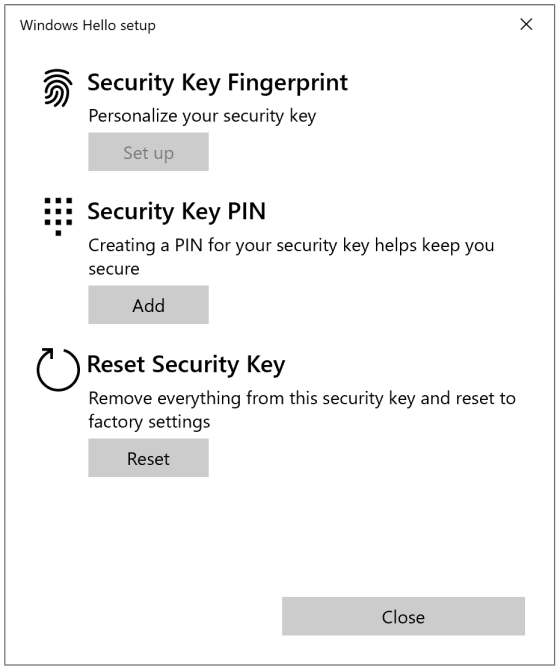 Windows Hello setup
Security Key Fingerprint
Personalize your security key
Set up
Security Key PIN
Creating a PIN for your security key helps keep you
secure
Add
Reset Security Key
Remove everything from this security key and reset to
factory settings
Reset
Close